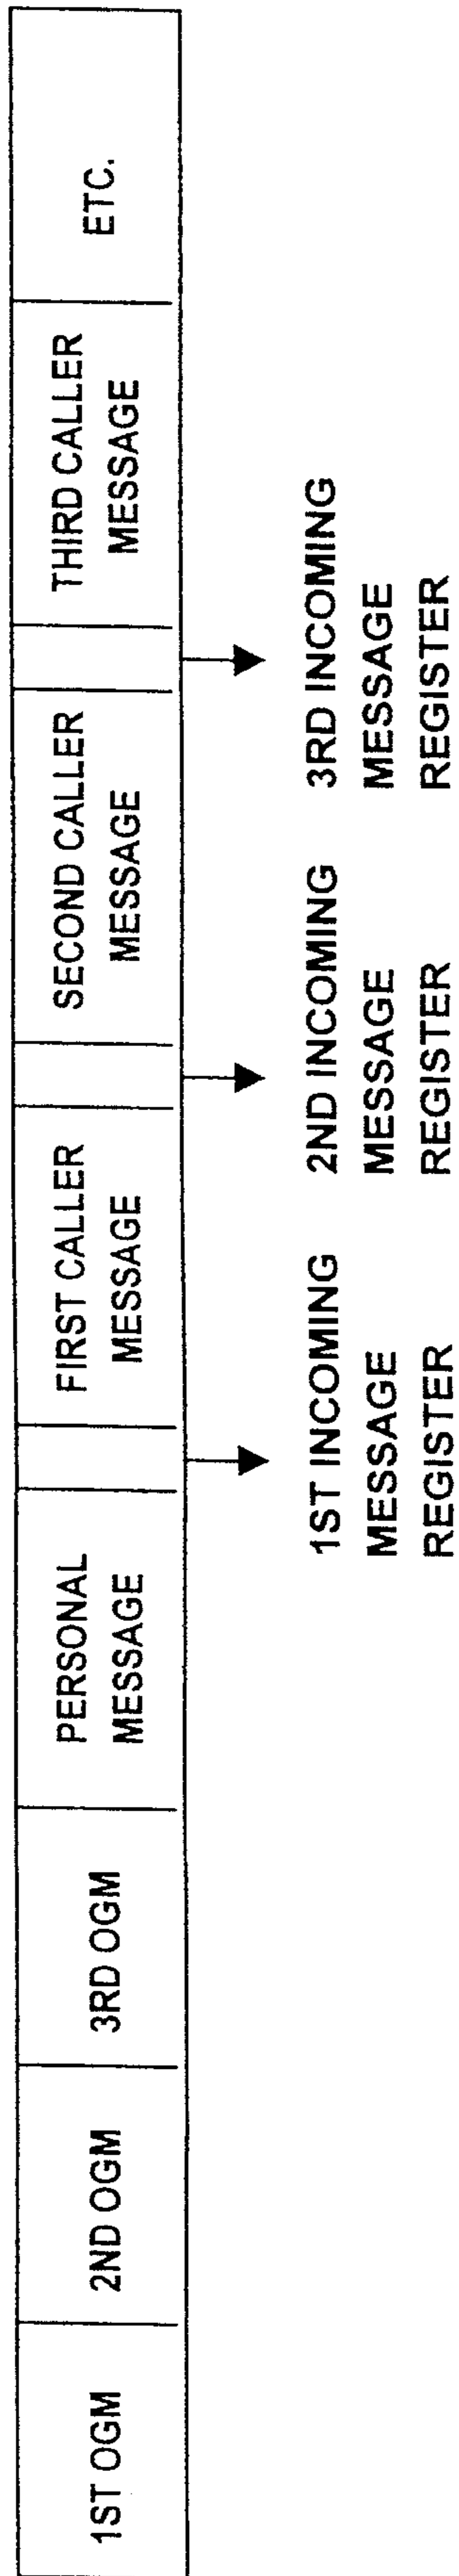 1ST OGM
2ND OGM
3RD OGM
PERSONAL
MESSAGE
FIRST CALLER
MESSAGE
SECOND CALLER
MESSAGE
THIRD CALLER
MESSAGE
ETC.
1ST INCOMING
MESSAGE
REGISTER
2ND INCOMING
MESSAGE
REGISTER
3RD INCOMING
MESSAGE
REGISTER